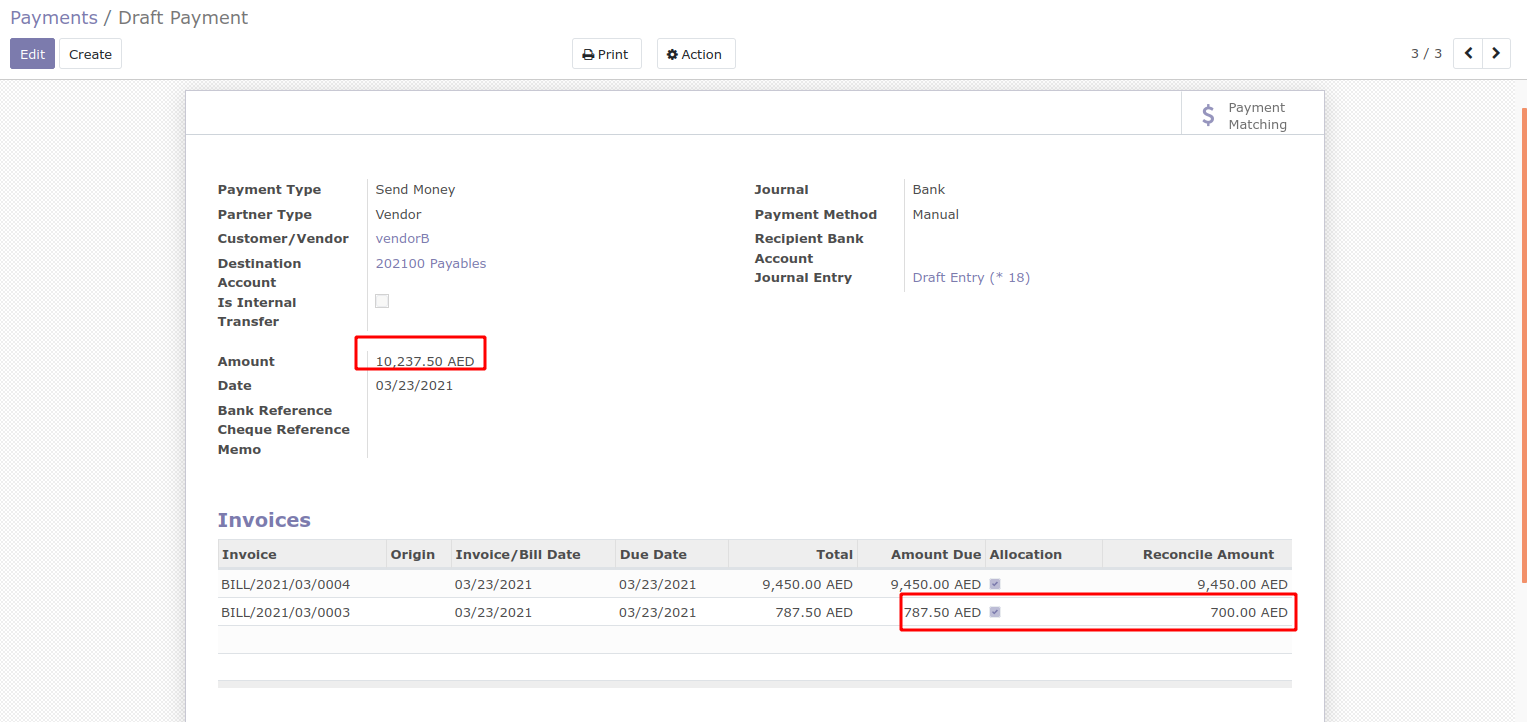 Payments / Draft Payment
Edit Create Print Action 3 / 3
Payment
Matching
Payment Type Send Money Journal Bank
Partner Type Vendor Payment Method Manual
Customer/Vendor vendorB Recipient Bank
Account
Destination
Account 202100 Payables Journal Entry Draft Entry (* 18)
Is Internal
Transfer
Amount 10,237.50 AED
Date 03/23/2021
Bank Reference
Cheque Reference
Memo
Invoices
Invoice Origin Invoice/Bill Date Due Date Total Amount Due Allocation Reconcile Amount
BILL/2021/03/0004 03/23/2021 03/23/2021 9,450.00 AED 9,450.00 AED 9,450.00 AED
BILL/2021/03/0003 03/23/2021 03/23/2021 787.50 AED 787.50 AED 700.00 AED